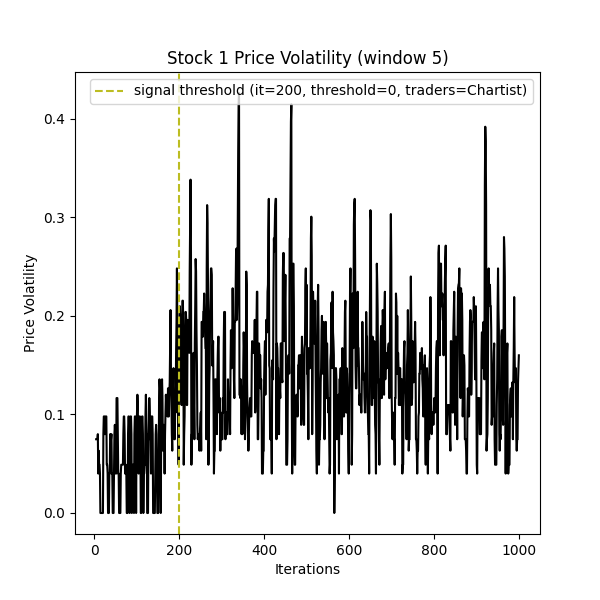 Stock 1 Price Volatility (window 5)
signal threshold (it=200, threshold=0, traders=Chartist)
0.4
0.3
0.2
0.1
0.0
Price Volatility
0 200 400 600 800 1000
Iterations